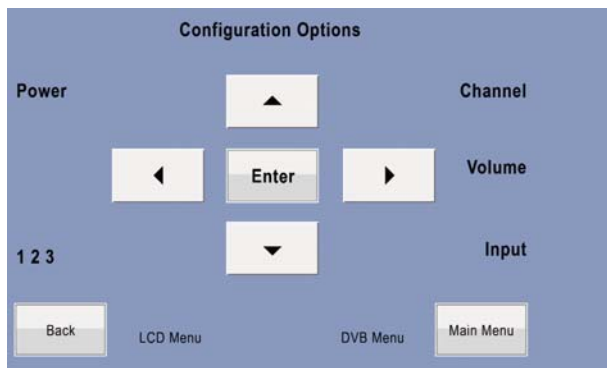 Configuration Options
Power
Channel
Enter
Volume
1 2 3
Input
Back
LCD Menu
DVB Menu
Main Menu